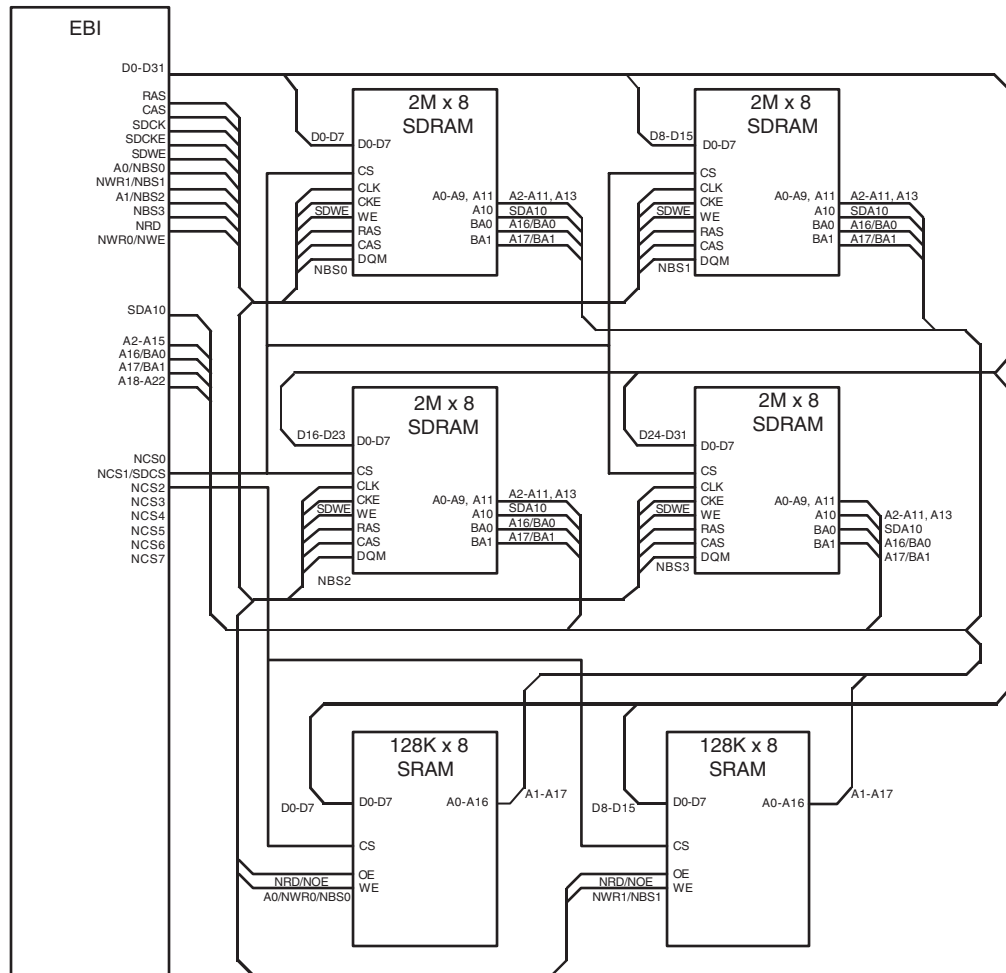 EBI
D0-D31
RAS
CAS
SDCK
SDCKE
SDWE
A0/NBS0
NWR1/NBS1
A1/NBS2
NBS3
NRD
NWR0/NWE
SDA10
A2-A15
A16/BA0
A17/BA1
A18-A22
NCS0
NCS1/SDCS
NCS2
NCS3
NCS4
NCS5
NCS6
NCS7
2M x 8
SDRAM
D0-D7
D0-D7
CS
CLK
CKE
SDWE
WE
RAS
CAS
DQM
NBS0
A0-A9, A11
A10
BA0
BA1
A2-A11, A13
SDA10
A16/BA0
A17/BA1
2M x 8
SDRAM
D8-D15
D0-D7
CS
CLK
CKE
SDWE
WE
RAS
CAS
DQM
NBS1
A0-A9, A11
A10
BA0
BA1
A2-A11, A13
SDA10
A16/BA0
A17/BA1
2M x 8
SDRAM
D16-D23
D0-D7
CS
CLK
CKE
SDWE
WE
RAS
CAS
DQM
NBS2
A0-A9, A11
A10
BA0
BA1
A2-A11, A13
SDA10
A16/BA0
A17/BA1
2M x 8
SDRAM
D24-D31
D0-D7
CS
CLK
CKE
SDWE
WE
RAS
CAS
DQM
NBS3
A0-A9, A11
A10
BA0
BA1
A2-A11, A13
SDA10
A16/BA0
A17/BA1
128K x 8
SRAM
D0-D7
D0-D7
A0-A16
A1-A17
CS
OE
NRD/NOE
WE
A0/NWR0/NBS0
128K x 8
SRAM
D8-D15
D0-D7
A0-A16
A1-A17
CS
OE
NRD/NOE
WE
NWR1/NBS1